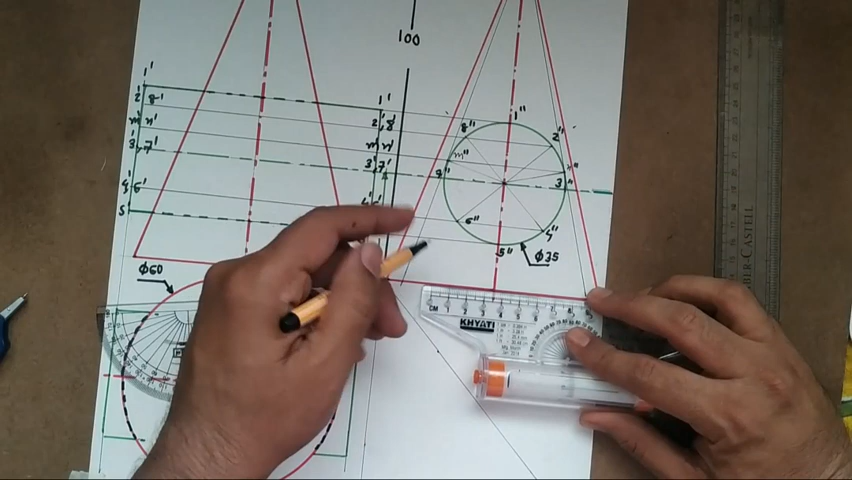 100
1'
1'
1"
2' 8'
2' 8'
8"
2"
m' n'
m' n'
m"
n"
3' 7'
3' 7'
7"
3"
4' 6'
6"
4"
5'
5"
φ60
φ35
KHYATI
FABER-CASTELL